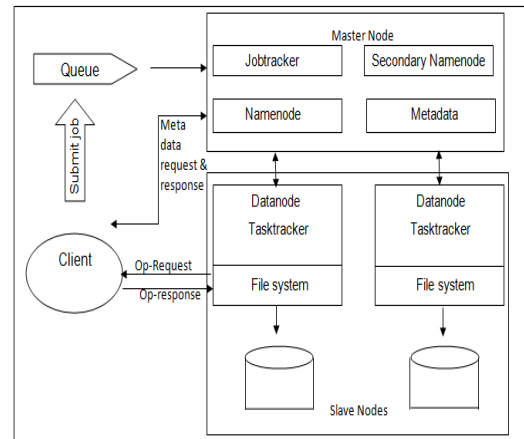 Master Node
Queue
Jobtracker
Secondary Namenode
Namenode
Metadata
Submit job
Meta
data
request &
response
Client
Op-Request
Op-response
Datanode
Tasktracker
File system
Datanode
Tasktracker
File system
Slave Nodes